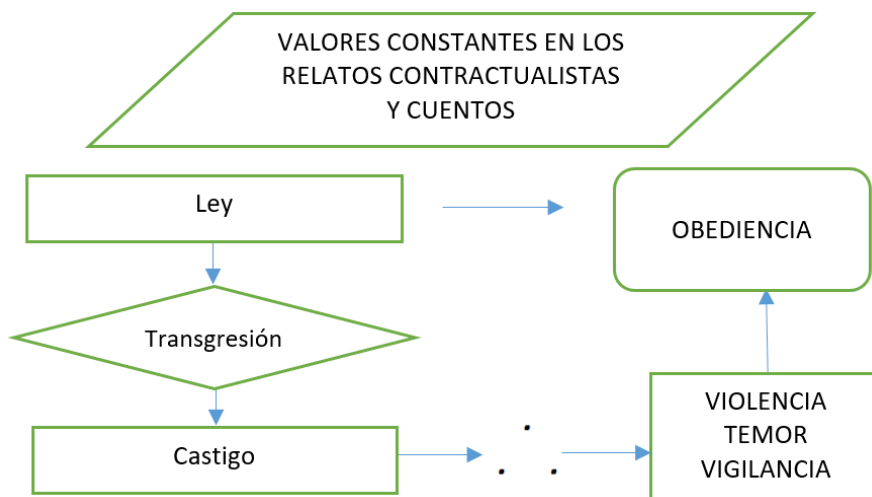 VALORES CONSTANTES EN LOS
RELATOS CONTRACTUALISTAS
Y CUENTOS
Ley
OBEDIENCIA
Transgresión
Castigo
∴
VIOLENCIA
TEMOR
VIGILANCIA